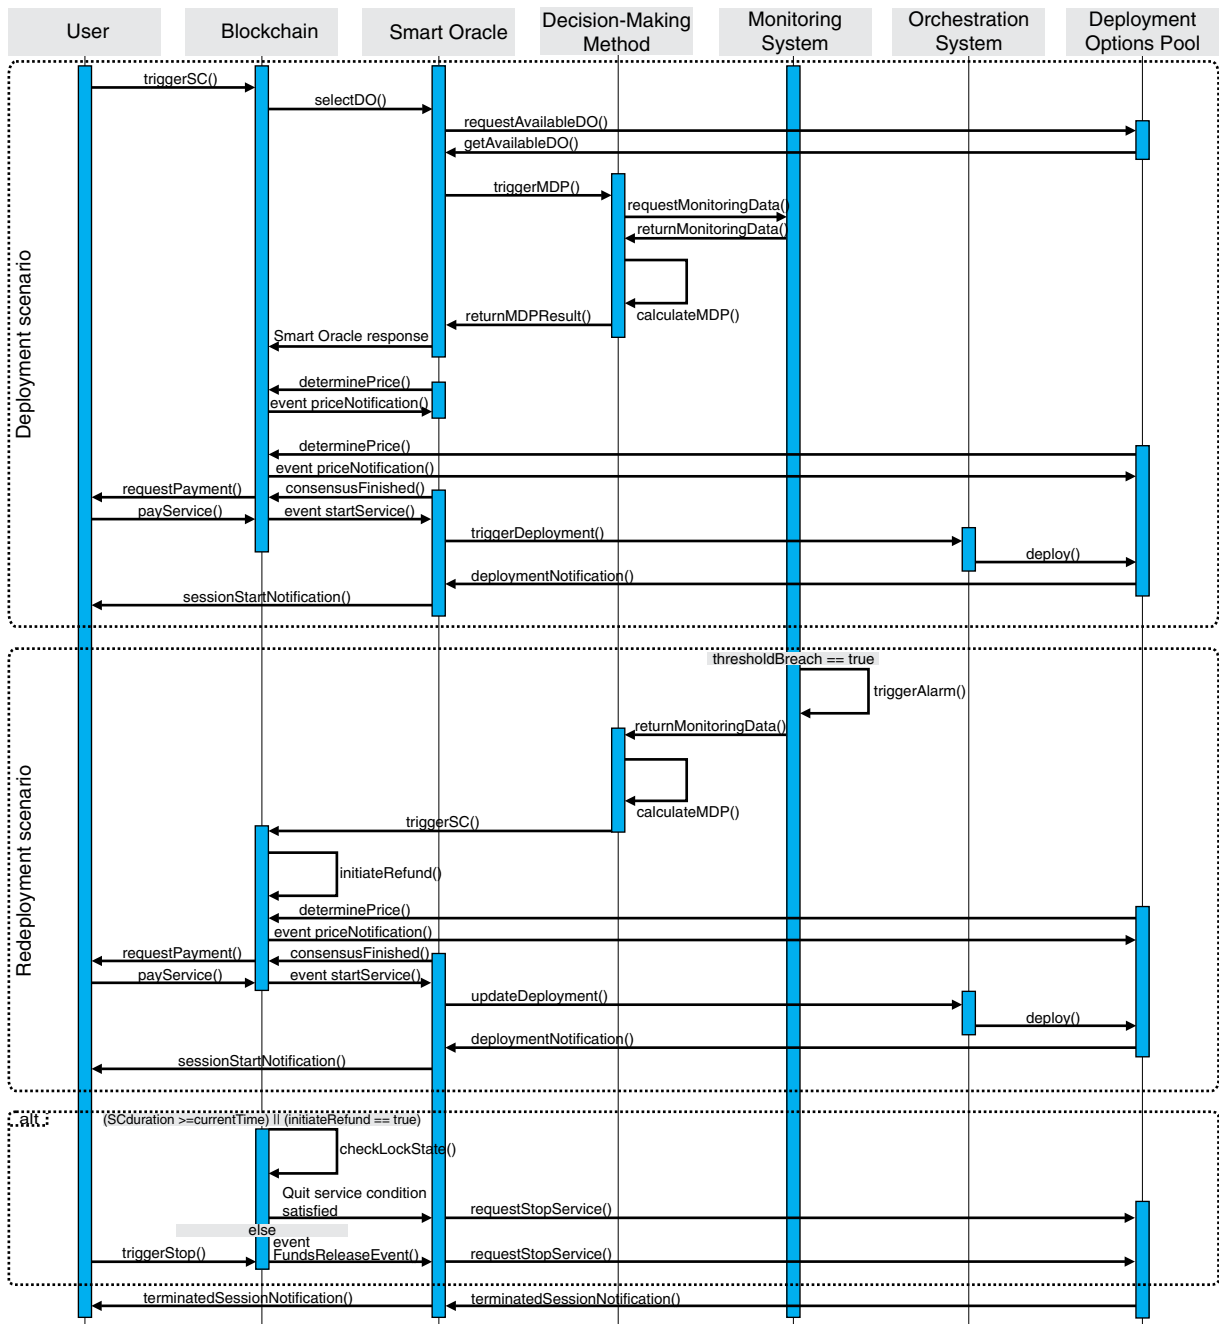 User
Blockchain
Smart Oracle
Decision-Making
Method
Monitoring
System
Orchestration
System
Deployment
Options Pool
Deployment scenario
triggerSC()
selectDO()
requestAvailableDO()
getAvailableDO()
triggerMDP()
requestMonitoringData()
returnMonitoringData()
calculateMDP()
returnMDPResult()
Smart Oracle response
determinePrice()
event priceNotification()
determinePrice()
event priceNotification()
requestPayment()
consensusFinished()
payService()
event startService()
triggerDeployment()
deploy()
deploymentNotification()
sessionStartNotification()
Redeployment scenario
thresholdBreach == true
triggerAlarm()
returnMonitoringData()
calculateMDP()
triggerSC()
initiateRefund()
determinePrice()
event priceNotification()
requestPayment()
consensusFinished()
payService()
event startService()
updateDeployment()
deploy()
deploymentNotification()
sessionStartNotification()
alt
(SCduration >=currentTime) || (initiateRefund == true)
checkLockState()
Quit service condition
satisfied
requestStopService()
else
event
triggerStop()
FundsReleaseEvent()
requestStopService()
terminatedSessionNotification()
terminatedSessionNotification()